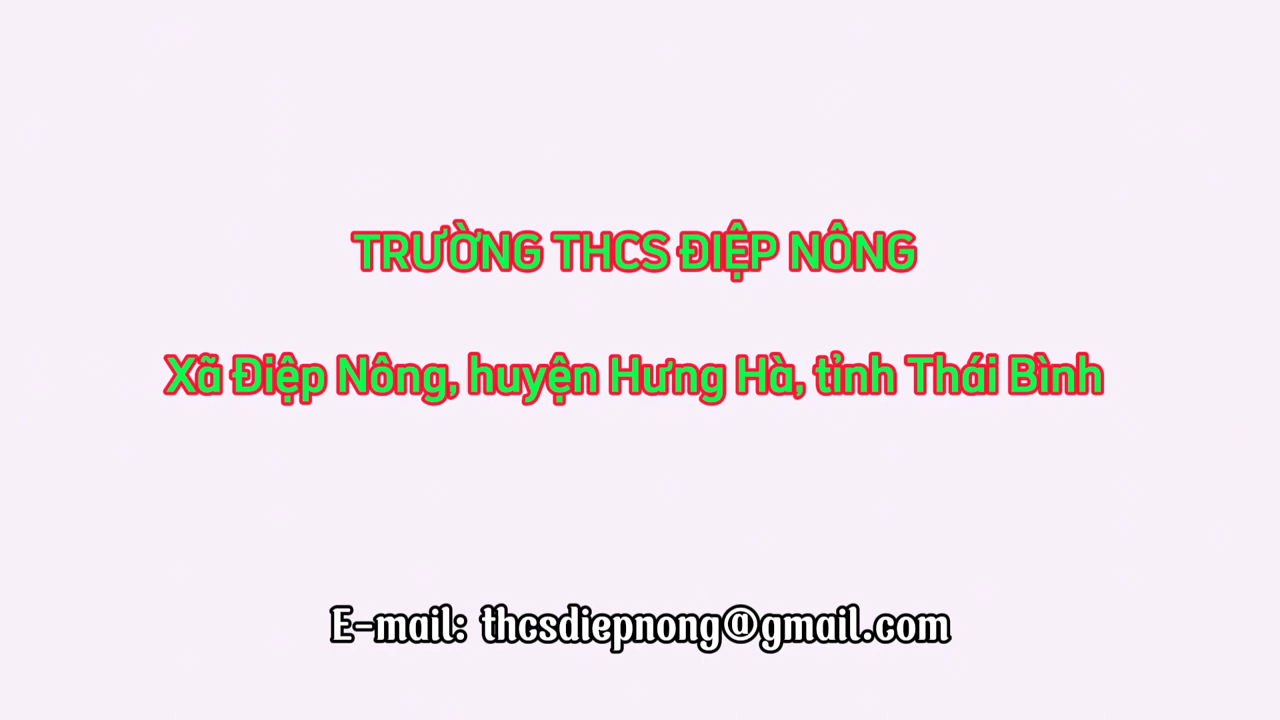 TRƯỜNG THCS ĐIỆP NÔNG
Xã Điệp Nông, huyện Hưng Hà, tỉnh Thái Bình
E-mail: thcsdiepnong@gmail.com